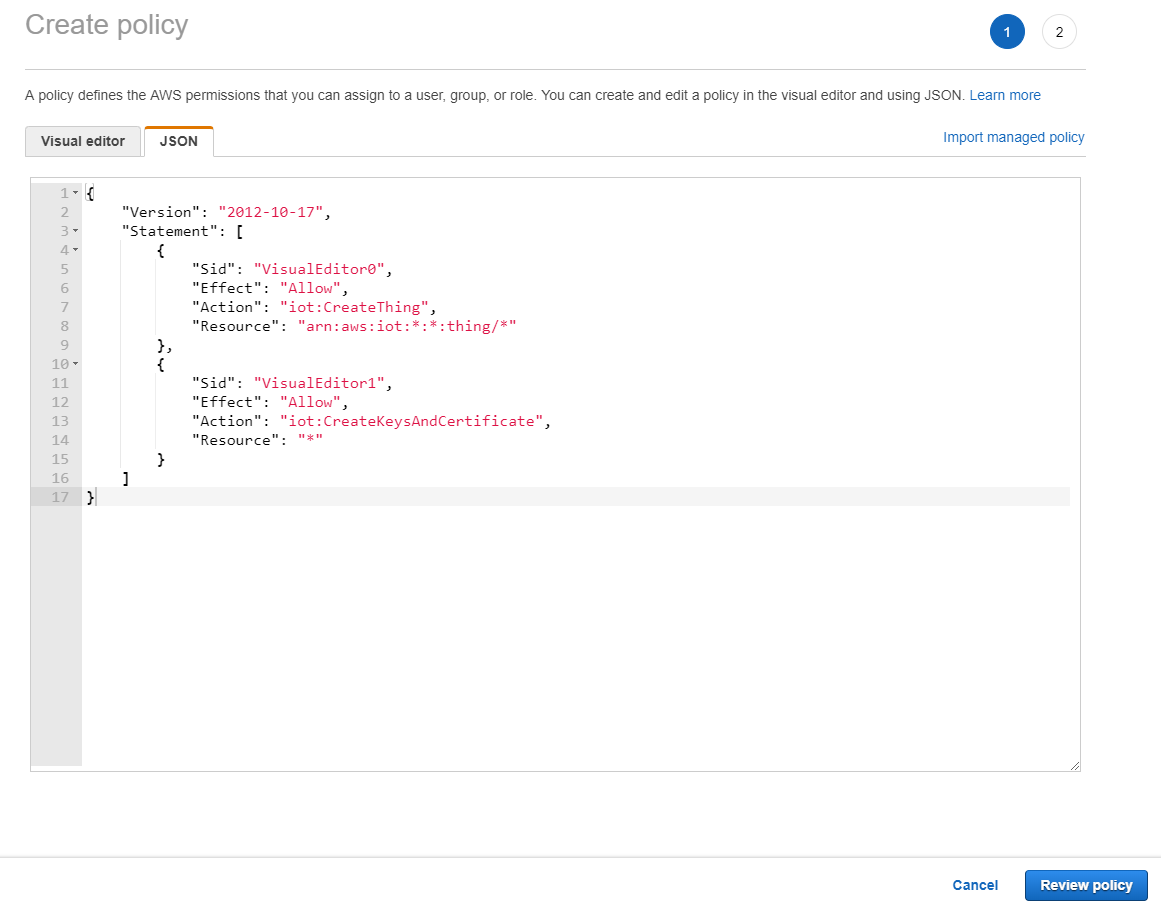 Create policy
1
2
A policy defines the AWS permissions that you can assign to a user, group, or role. You can create and edit a policy in the visual editor and using JSON. Learn more
Visual editor
JSON
Import managed policy
1 {
2     "Version": "2012-10-17",
3     "Statement": [
4         {
5             "Sid": "VisualEditor0",
6             "Effect": "Allow",
7             "Action": "iot:CreateThing",
8             "Resource": "arn:aws:iot:*:*:thing/*"
9         },
10         {
11             "Sid": "VisualEditor1",
12             "Effect": "Allow",
13             "Action": "iot:CreateKeysAndCertificate",
14             "Resource": "*"
15         }
16     ]
17 }
Cancel
Review policy